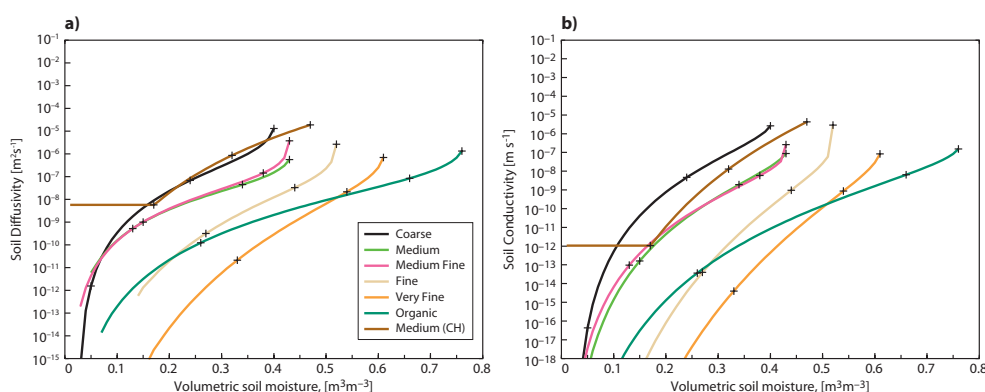 a)
10⁻¹
10⁻²
10⁻³
10⁻⁴
10⁻⁵
10⁻⁶
10⁻⁷
10⁻⁸
10⁻⁹
10⁻¹⁰
10⁻¹¹
10⁻¹²
10⁻¹³
10⁻¹⁴
10⁻¹⁵
Soil Diffusivity [m²s⁻¹]
0 0.1 0.2 0.3 0.4 0.5 0.6 0.7 0.8
Volumetric soil moisture, [m³m⁻³]
Coarse
Medium
Medium Fine
Fine
Very Fine
Organic
Medium (CH)
b)
10⁻¹
10⁻²
10⁻³
10⁻⁴
10⁻⁵
10⁻⁶
10⁻⁷
10⁻⁸
10⁻⁹
10⁻¹⁰
10⁻¹¹
10⁻¹²
10⁻¹³
10⁻¹⁴
10⁻¹⁵
10⁻¹⁶
10⁻¹⁷
10⁻¹⁸
Soil Conductivity [m s⁻¹]
0 0.1 0.2 0.3 0.4 0.5 0.6 0.7 0.8
Volumetric soil moisture, [m³m⁻³]